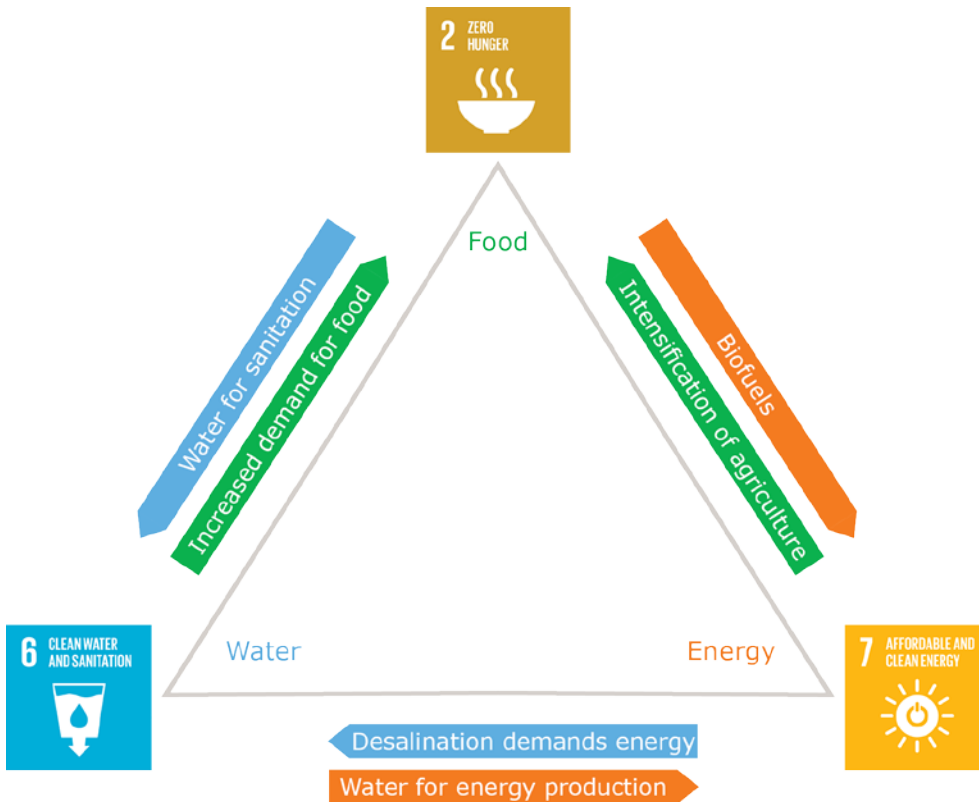 2 ZERO
HUNGER
Food
Water for sanitation
Increased demand for food
Intensification of agriculture
Biofuels
6 CLEAN WATER
AND SANITATION
Water
Energy
7 AFFORDABLE AND
CLEAN ENERGY
Desalination demands energy
Water for energy production